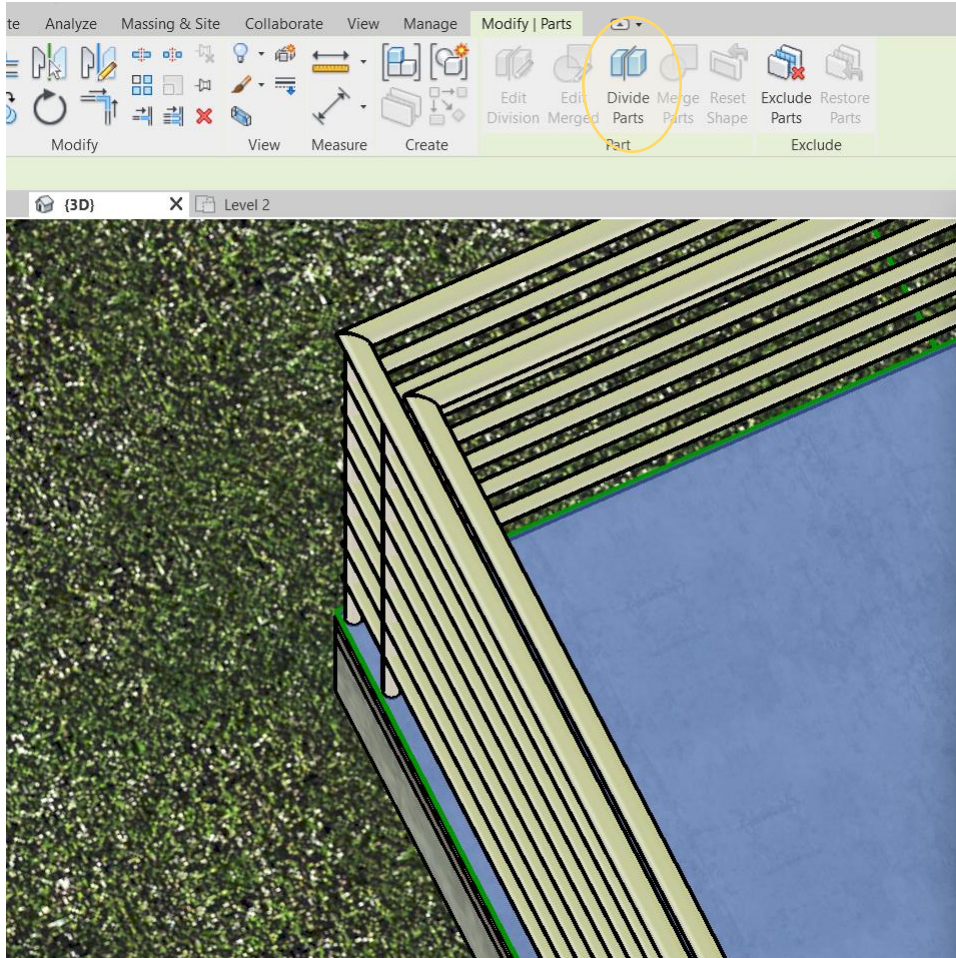 te Analyze Massing & Site Collaborate View Manage Modify | Parts
Edit Edit Divide Merge Reset Exclude Restore
Division Merged Parts Parts Shape Parts Parts
Modify View Measure Create Part Exclude
{3D} X Level 2